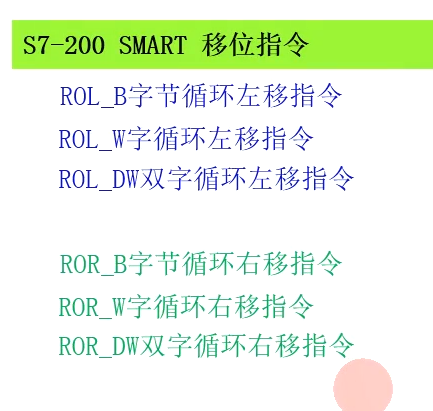 S7-200 SMART 移位指令
ROL_B字节循环左移指令
ROL_W字循环左移指令
ROL_DW双字循环左移指令
ROR_B字节循环右移指令
ROR_W字循环右移指令
ROR_DW双字循环右移指令